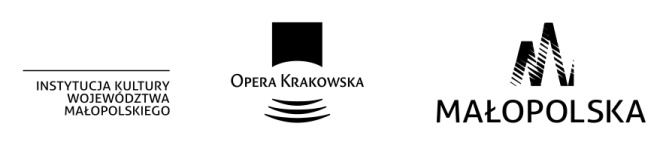 INSTYTUCJA KULTURY
WOJEWÓDZTWA
MAŁOPOLSKIEGO
OPERA KRAKOWSKA
MAŁOPOLSKA